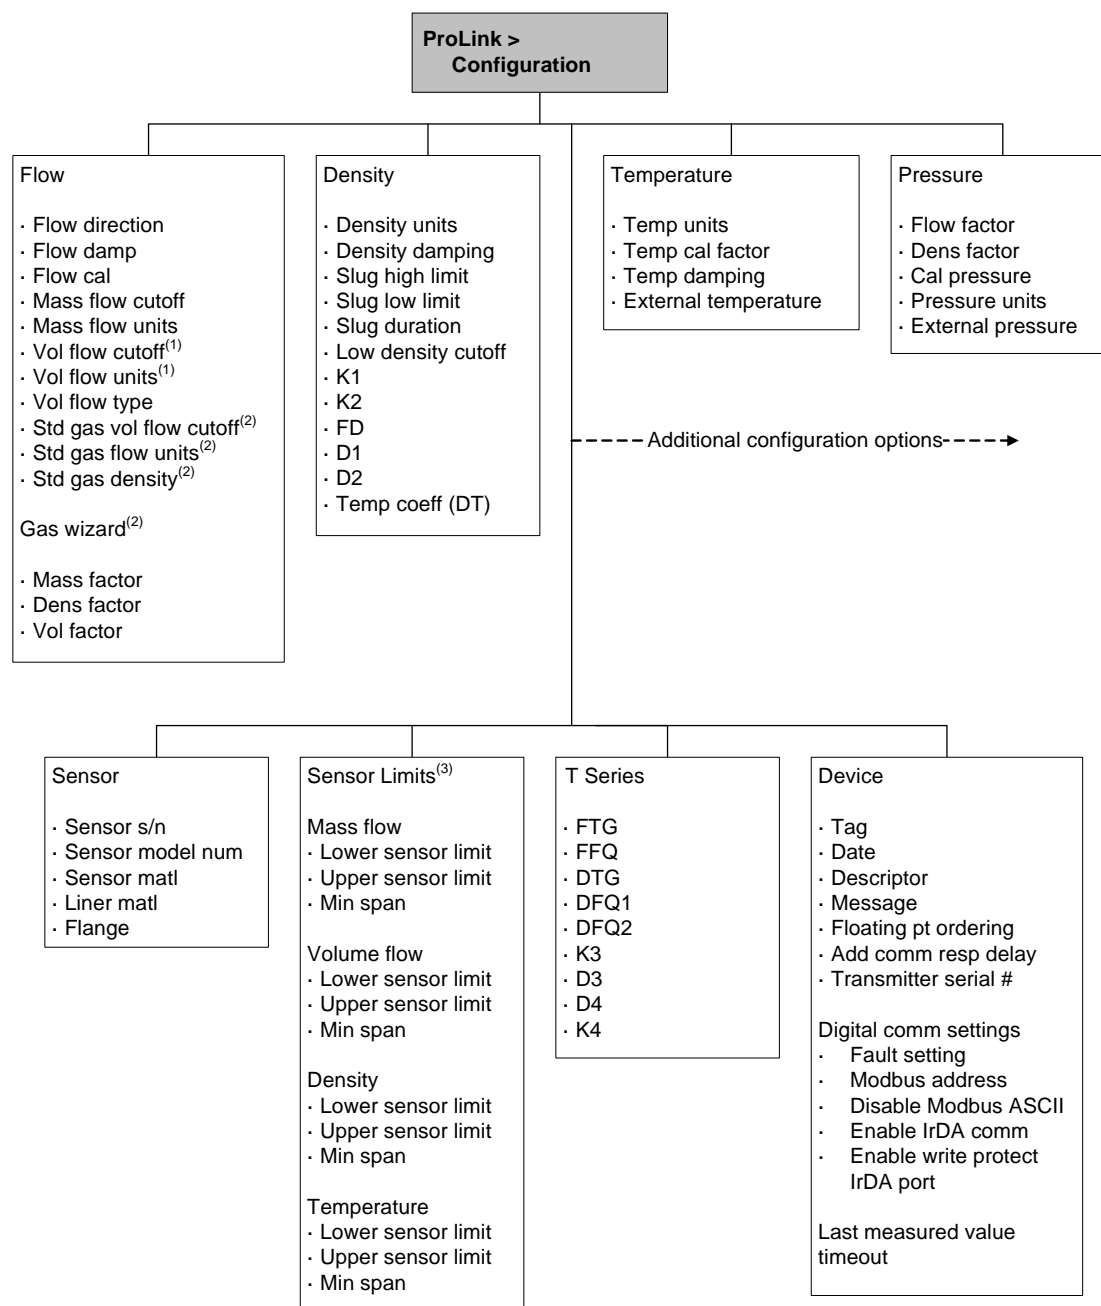 ProLink >
Configuration
Flow
· Flow direction
· Flow damp
· Flow cal
· Mass flow cutoff
· Mass flow units
· Vol flow cutoff(1)
· Vol flow units(1)
· Vol flow type
· Std gas vol flow cutoff(2)
· Std gas flow units(2)
· Std gas density(2)
Gas wizard(2)
· Mass factor
· Dens factor
· Vol factor
Density
· Density units
· Density damping
· Slug high limit
· Slug low limit
· Slug duration
· Low density cutoff
· K1
· K2
· FD
· D1
· D2
· Temp coeff (DT)
Temperature
· Temp units
· Temp cal factor
· Temp damping
· External temperature
Pressure
· Flow factor
· Dens factor
· Cal pressure
· Pressure units
· External pressure
Additional configuration options
Sensor
· Sensor s/n
· Sensor model num
· Sensor matl
· Liner matl
· Flange
Sensor Limits(3)
Mass flow
· Lower sensor limit
· Upper sensor limit
· Min span
Volume flow
· Lower sensor limit
· Upper sensor limit
· Min span
Density
· Lower sensor limit
· Upper sensor limit
· Min span
Temperature
· Lower sensor limit
· Upper sensor limit
· Min span
T Series
· FTG
· FFQ
· DTG
· DFQ1
· DFQ2
· K3
· D3
· D4
· K4
Device
· Tag
· Date
· Descriptor
· Message
· Floating pt ordering
· Add comm resp delay
· Transmitter serial #
Digital comm settings
· Fault setting
· Modbus address
· Disable Modbus ASCII
· Enable IrDA comm
· Enable write protect
IrDA port
Last measured value
timeout